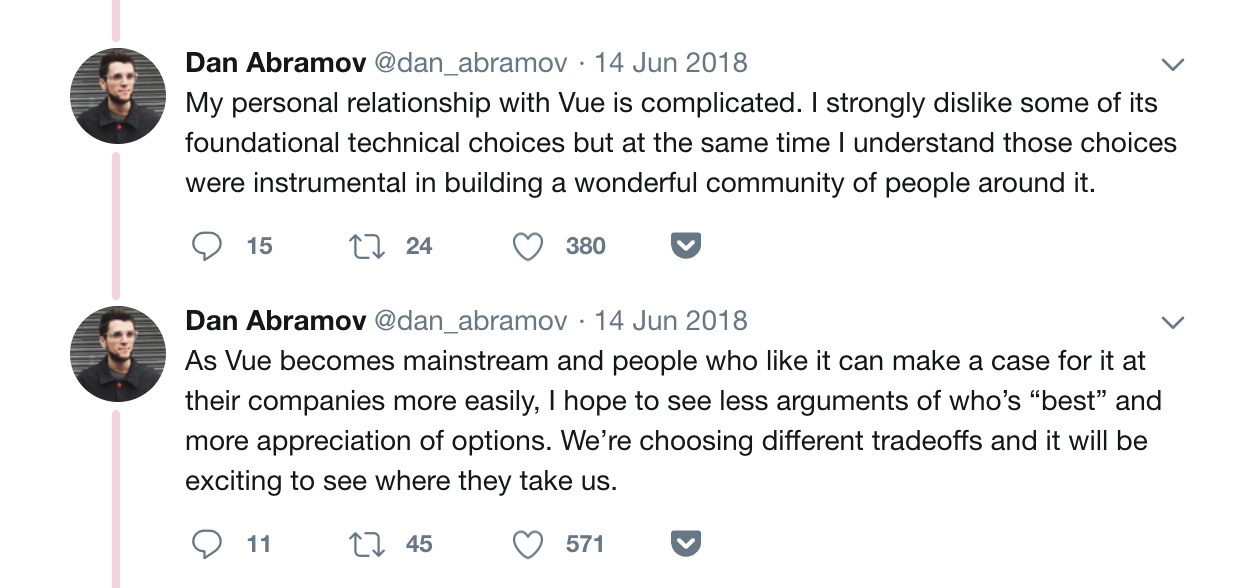 Dan Abramov @dan_abramov · 14 Jun 2018
My personal relationship with Vue is complicated. I strongly dislike some of its
foundational technical choices but at the same time I understand those choices
were instrumental in building a wonderful community of people around it.
15 24 380
Dan Abramov @dan_abramov · 14 Jun 2018
As Vue becomes mainstream and people who like it can make a case for it at
their companies more easily, I hope to see less arguments of who’s “best” and
more appreciation of options. We’re choosing different tradeoffs and it will be
exciting to see where they take us.
11 45 571